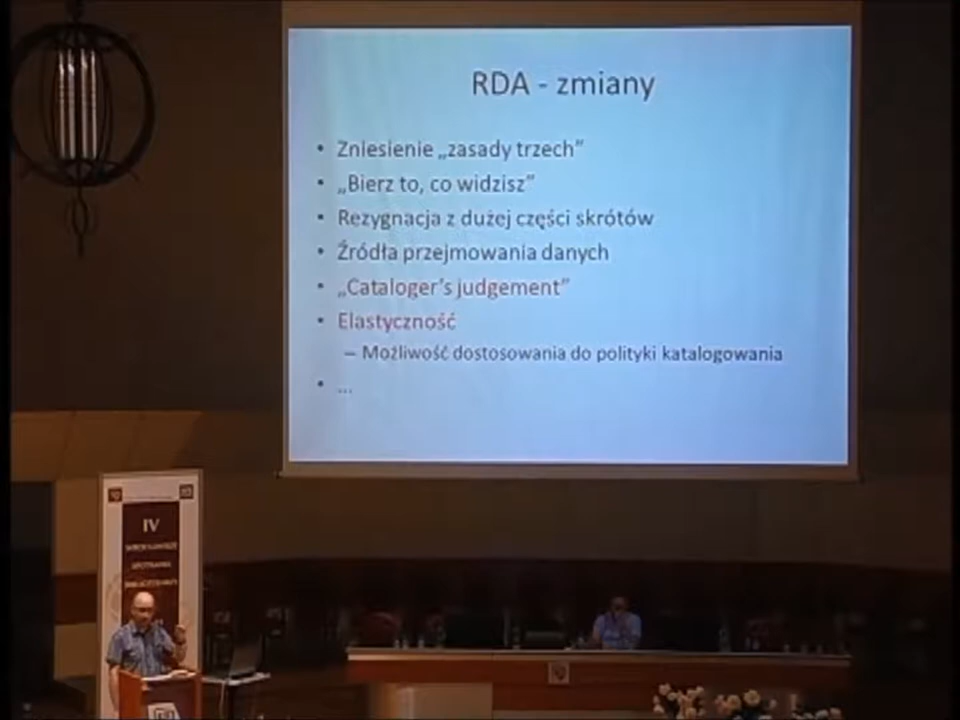 RDA - zmiany
• Zniesienie „zasady trzech”
• „Bierz to, co widzisz”
• Rezygnacja z dużej części skrótów
• Źródła przejmowania danych
• „Cataloger's judgement”
• Elastyczność
– Możliwość dostosowania do polityki katalogowania
• ...
IV